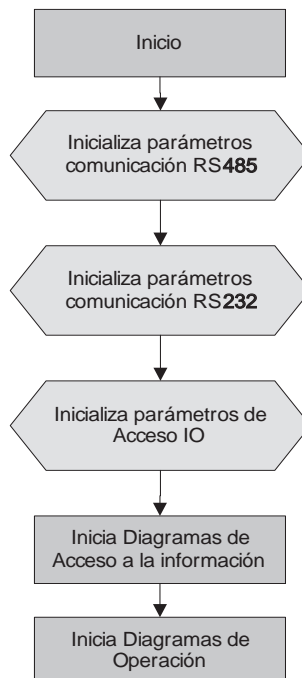 Inicio
Inicializa parámetros
comunicación RS485
Inicializa parámetros
comunicación RS232
Inicializa parámetros de
Acceso IO
Inicia Diagramas de
Acceso a la información
Inicia Diagramas de
Operación